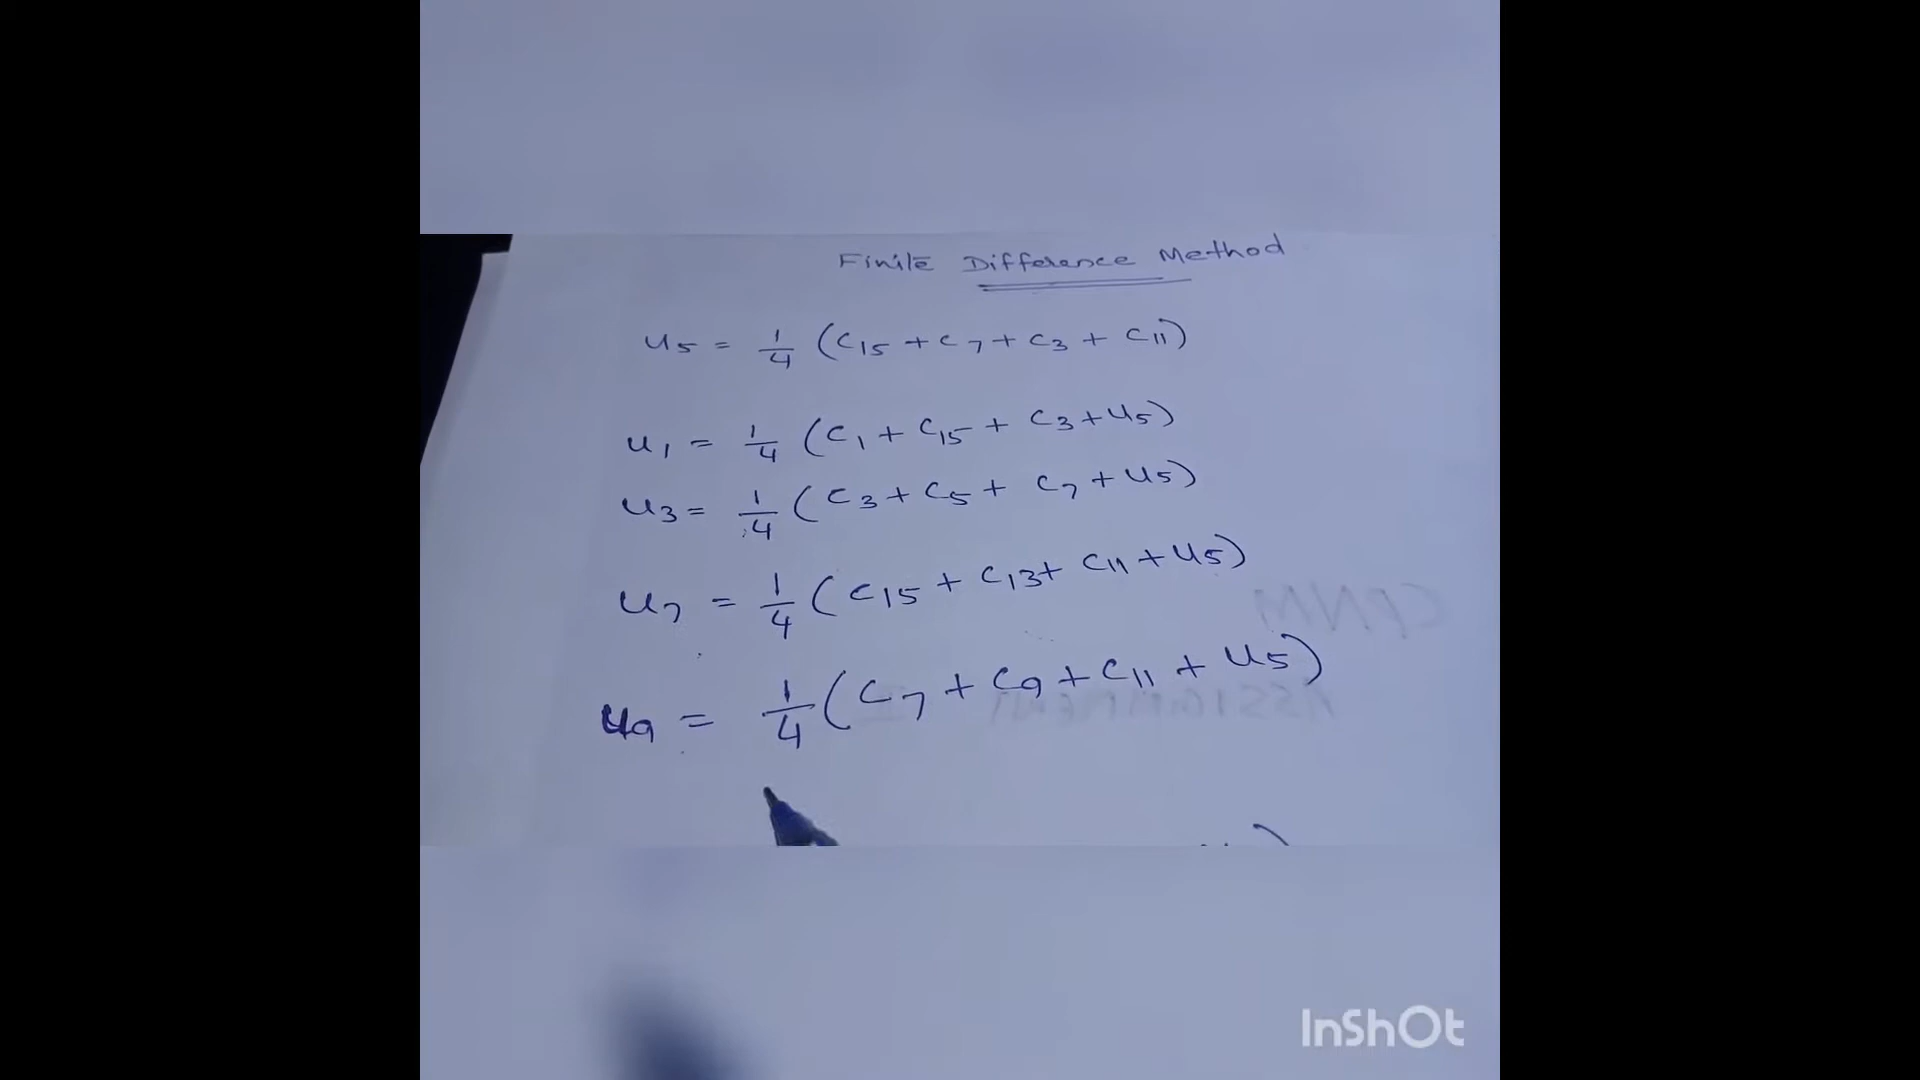 Finite Difference Method
u5 = 1/4 (C15 + C7 + C3 + C11)
u1 = 1/4 (C1 + C15 + C3 + u5)
u3 = 1/4 (C3 + C5 + C7 + u5)
u7 = 1/4 (C15 + C13 + C11 + u5)
u9 = 1/4 (C7 + C9 + C11 + u5)
InShOt